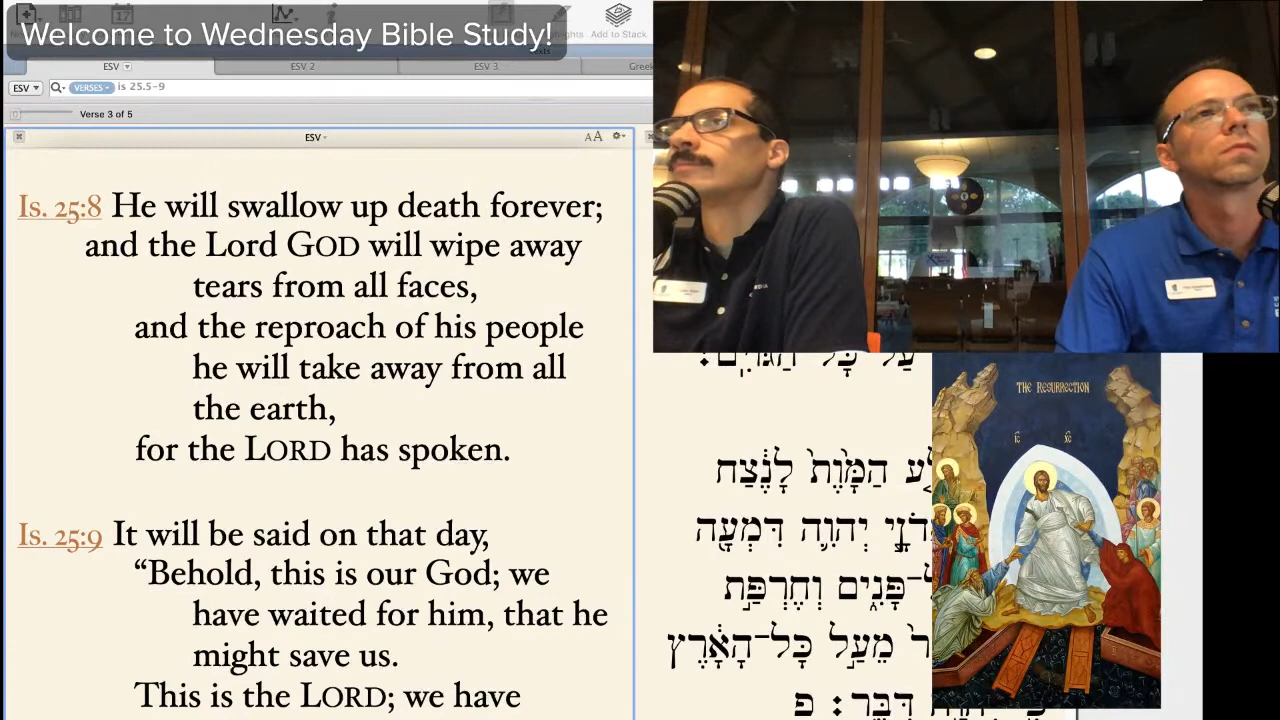 Welcome to Wednesday Bible Study!
17
Add to Stack
ESV
ESV 2
ESV 3
Greek
ESV
VERSES
is 25.5-9
Verse 3 of 5
ESV
AA
Is. 25:8 He will swallow up death forever;
and the Lord GOD will wipe away
tears from all faces,
and the reproach of his people
he will take away from all
the earth,
for the LORD has spoken.
Is. 25:9 It will be said on that day,
“Behold, this is our God; we
have waited for him, that he
might save us.
This is the LORD; we have
עַל־כָּל־הַגּוֹיִֽם׃
הַמָּ֙וֶת֙ לָנֶ֔צַח
יְהוִ֛ה דִּמְעָ֖ה
פָּנִ֑ים וְחֶרְפַּ֣ת
מֵעַ֣ל כָּל־הָאָ֔רֶץ
דִּבֵּֽר׃ פ
THE RESURRECTION
IC XC